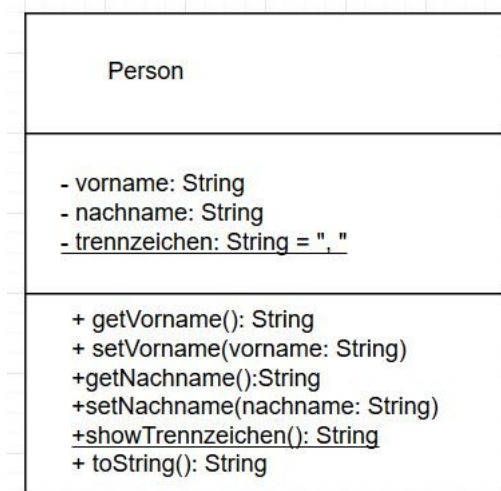 Person
- vorname: String
- nachname: String
- trennzeichen: String = ", "
+ getVorname(): String
+ setVorname(vorname: String)
+getNachname():String
+setNachname(nachname: String)
+showTrennzeichen(): String
+ toString(): String